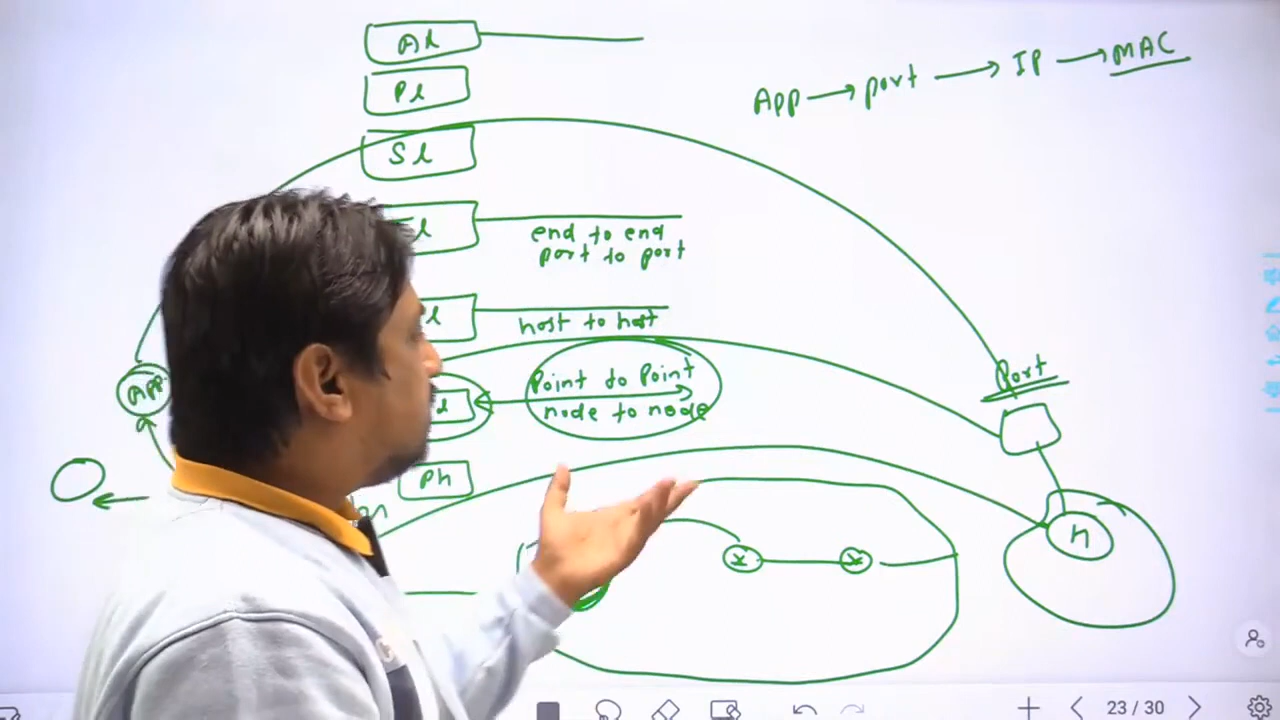 Al
Pl
Sl
l
l
l
Ph
App → port → IP → MAC
end to end
port to port
host to host
Point to Point
node to node
App
Port
h
23 / 30